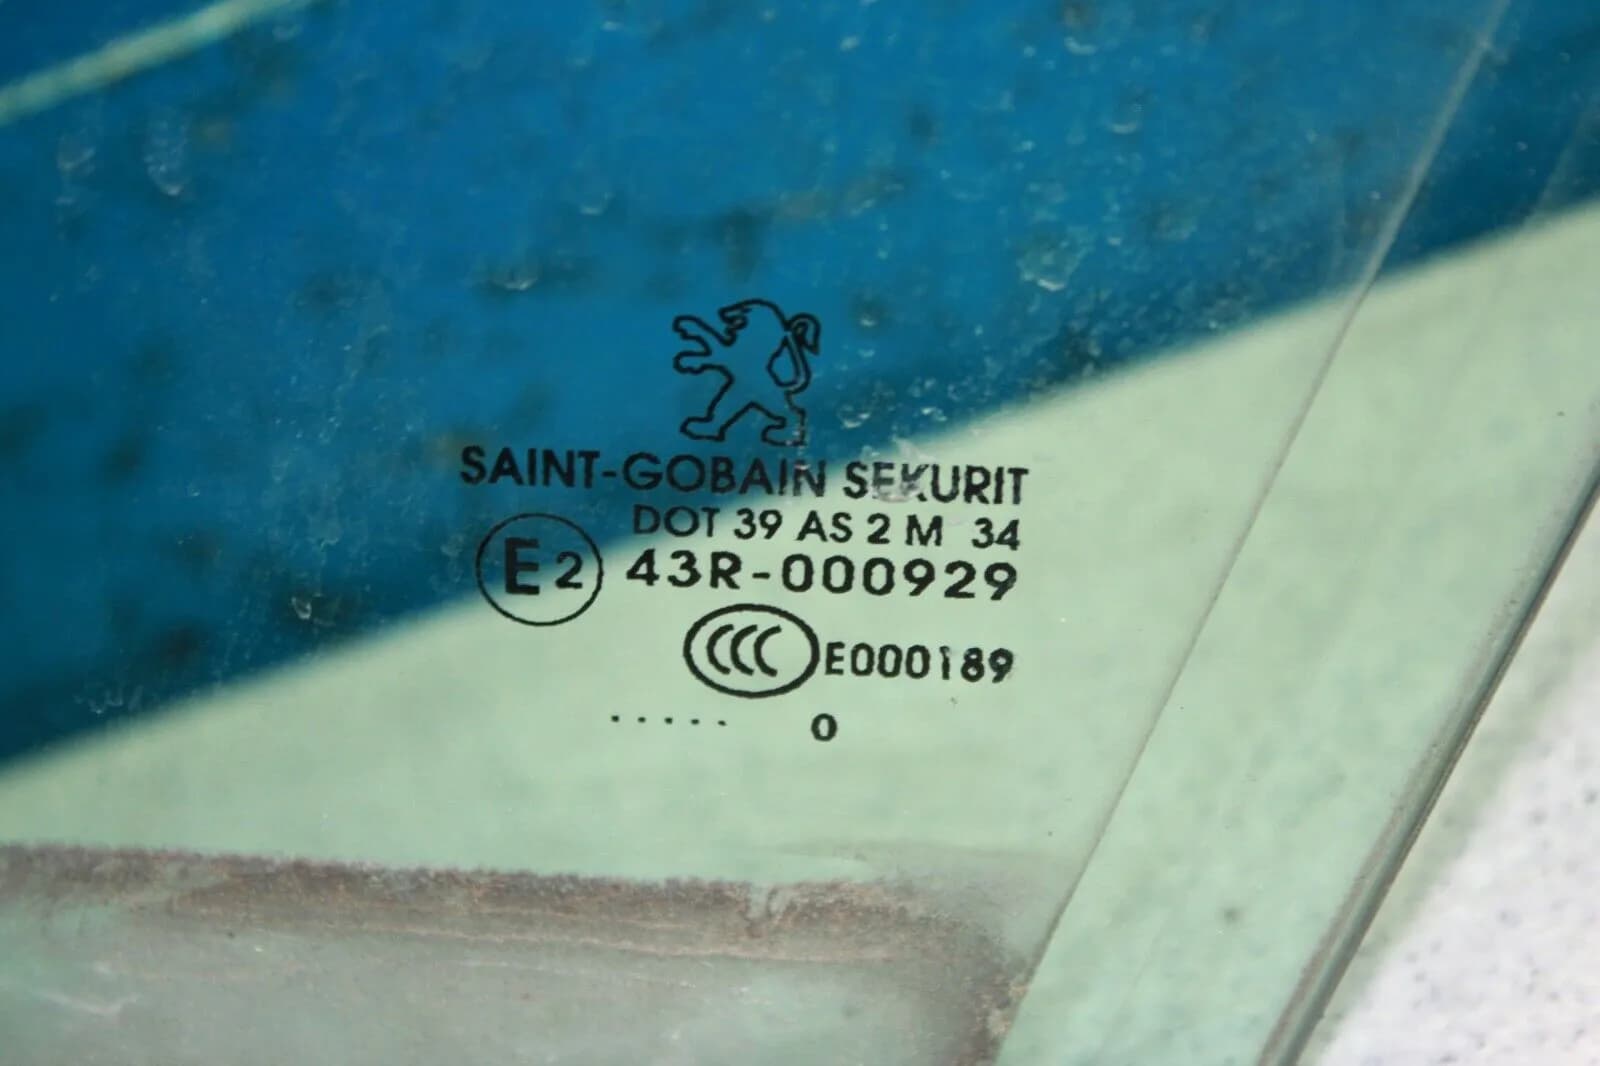 SAINT-GOBAIN SEKURIT
DOT 39 AS 2 M 34
E2 43R-000929
CCC E000189
..... 0